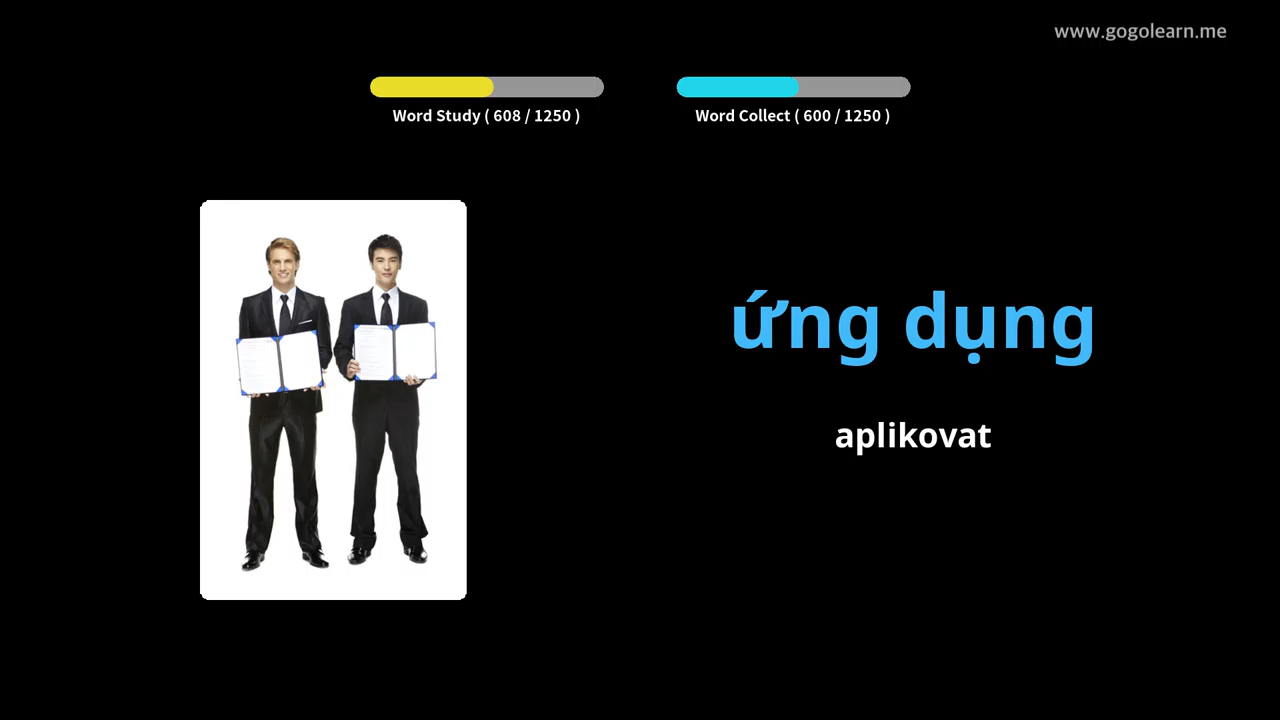 www.gogolearn.me
Word Study ( 608 / 1250 )
Word Collect ( 600 / 1250 )
ứng dụng
aplikovat